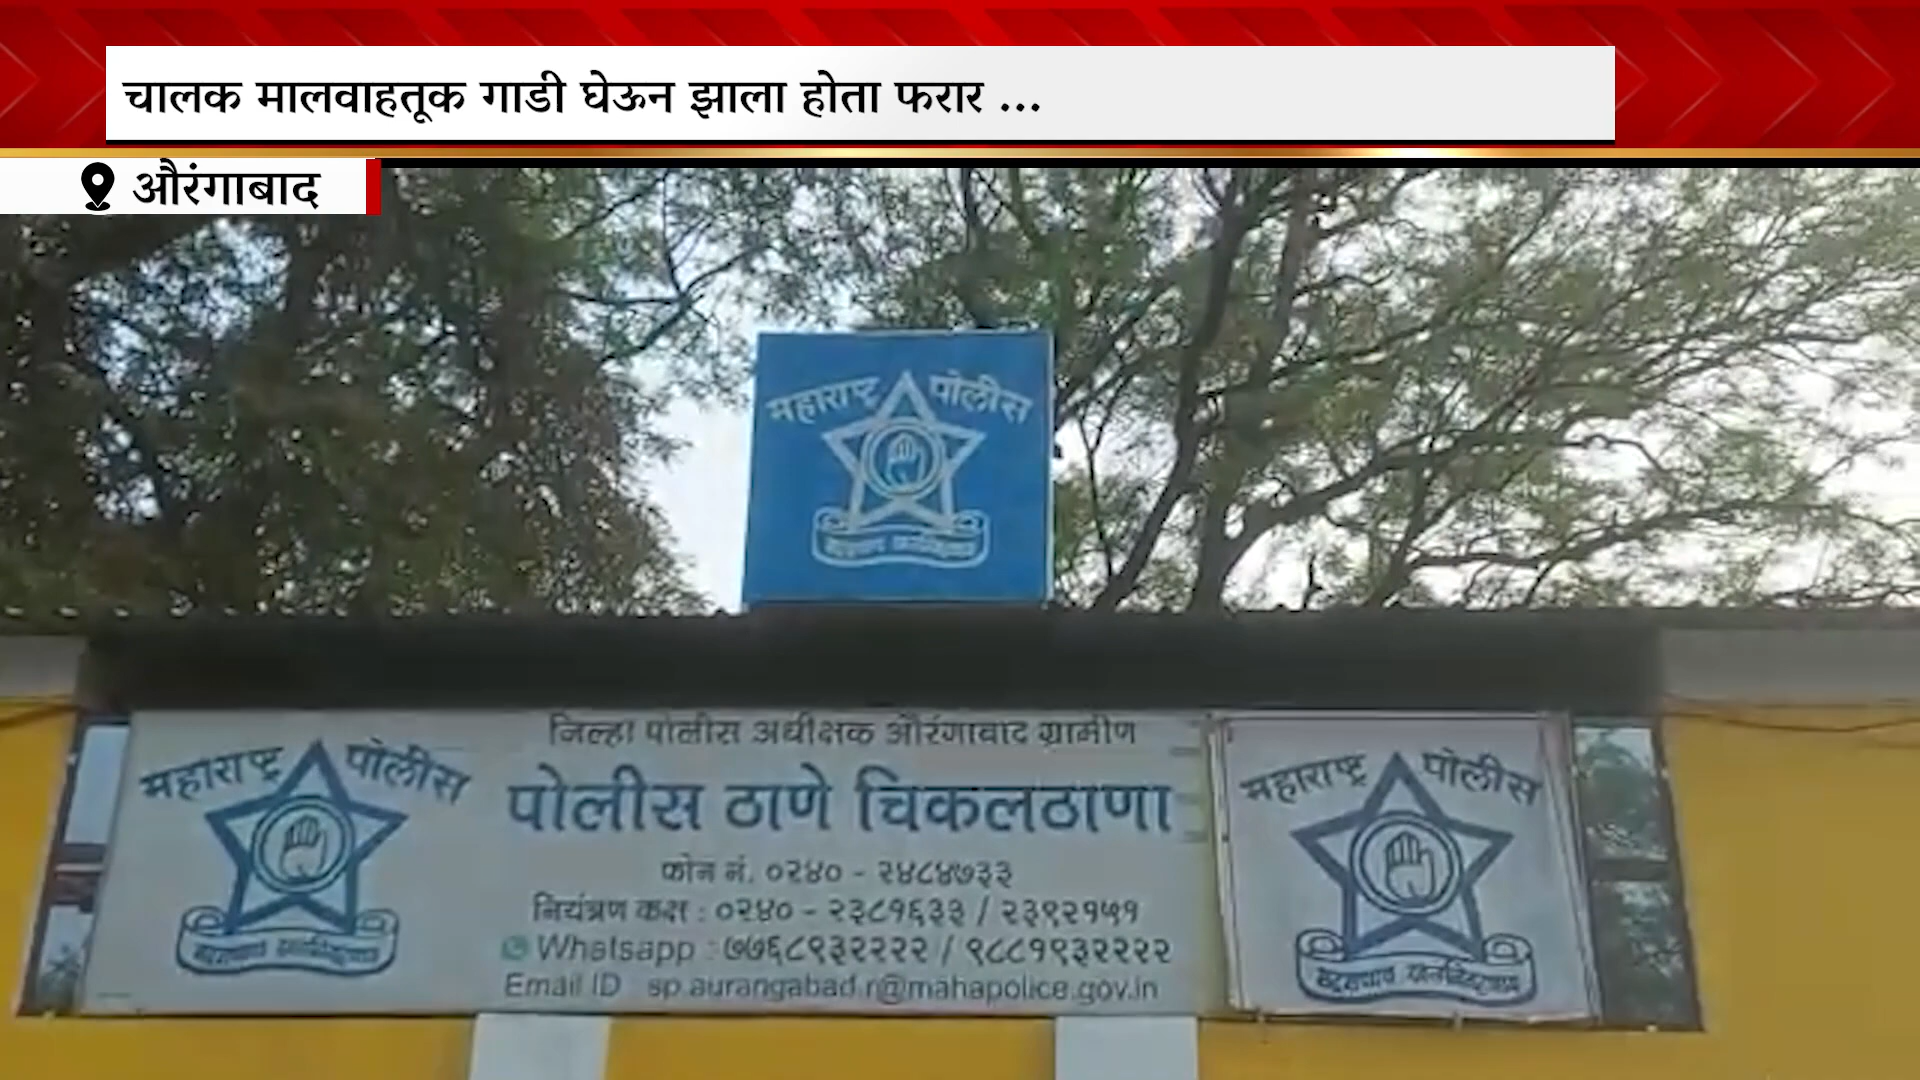 चालक मालवाहतूक गाडी घेऊन झाला होता फरार ...
औरंगाबाद
महाराष्ट्र पोलीस
जिल्हा पोलीस अधीक्षक औरंगाबाद ग्रामीण
महाराष्ट्र पोलीस
पोलीस ठाणे चिकलठाणा
महाराष्ट्र पोलीस
फोन नं. ०२४० - २४८४७३३
नियंत्रण कक्ष : ०२४० - २३८१६३३ / २३९२१५१
Whatsapp : ७७६८९३२२२२ / ९८८१९३२२२२
Email ID sp.aurangabad.r@mahapolice.gov.in